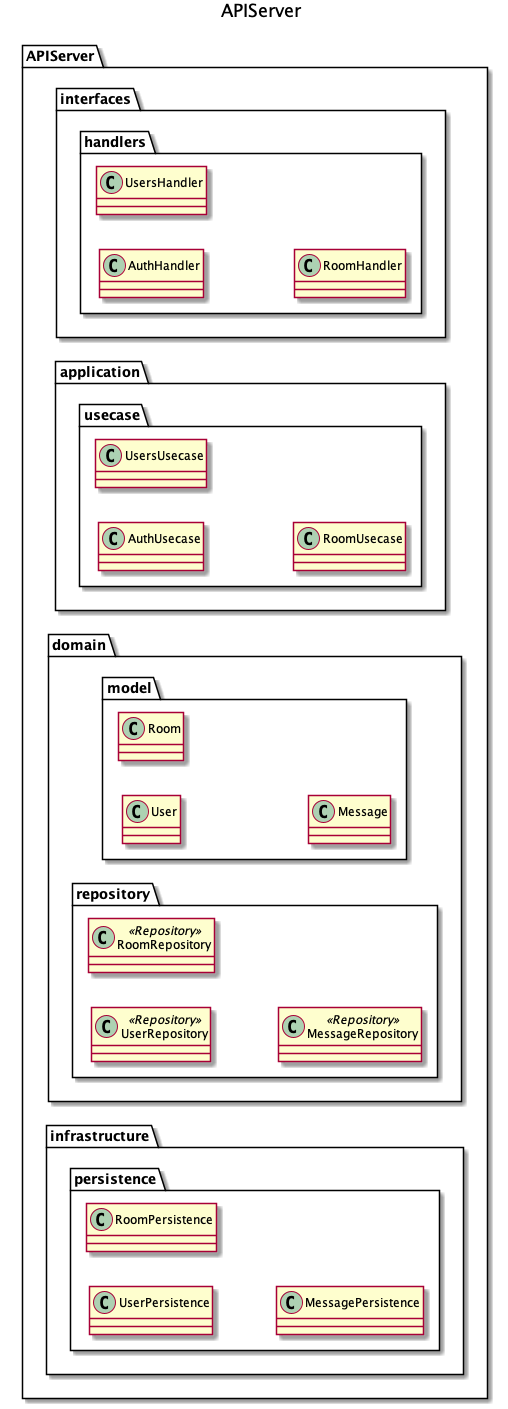 APIServer
APIServer
interfaces
handlers
C UsersHandler
C AuthHandler
C RoomHandler
application
usecase
C UsersUsecase
C AuthUsecase
C RoomUsecase
domain
model
C Room
C User
C Message
repository
C «Repository»
RoomRepository
C «Repository»
UserRepository
C «Repository»
MessageRepository
infrastructure
persistence
C RoomPersistence
C UserPersistence
C MessagePersistence